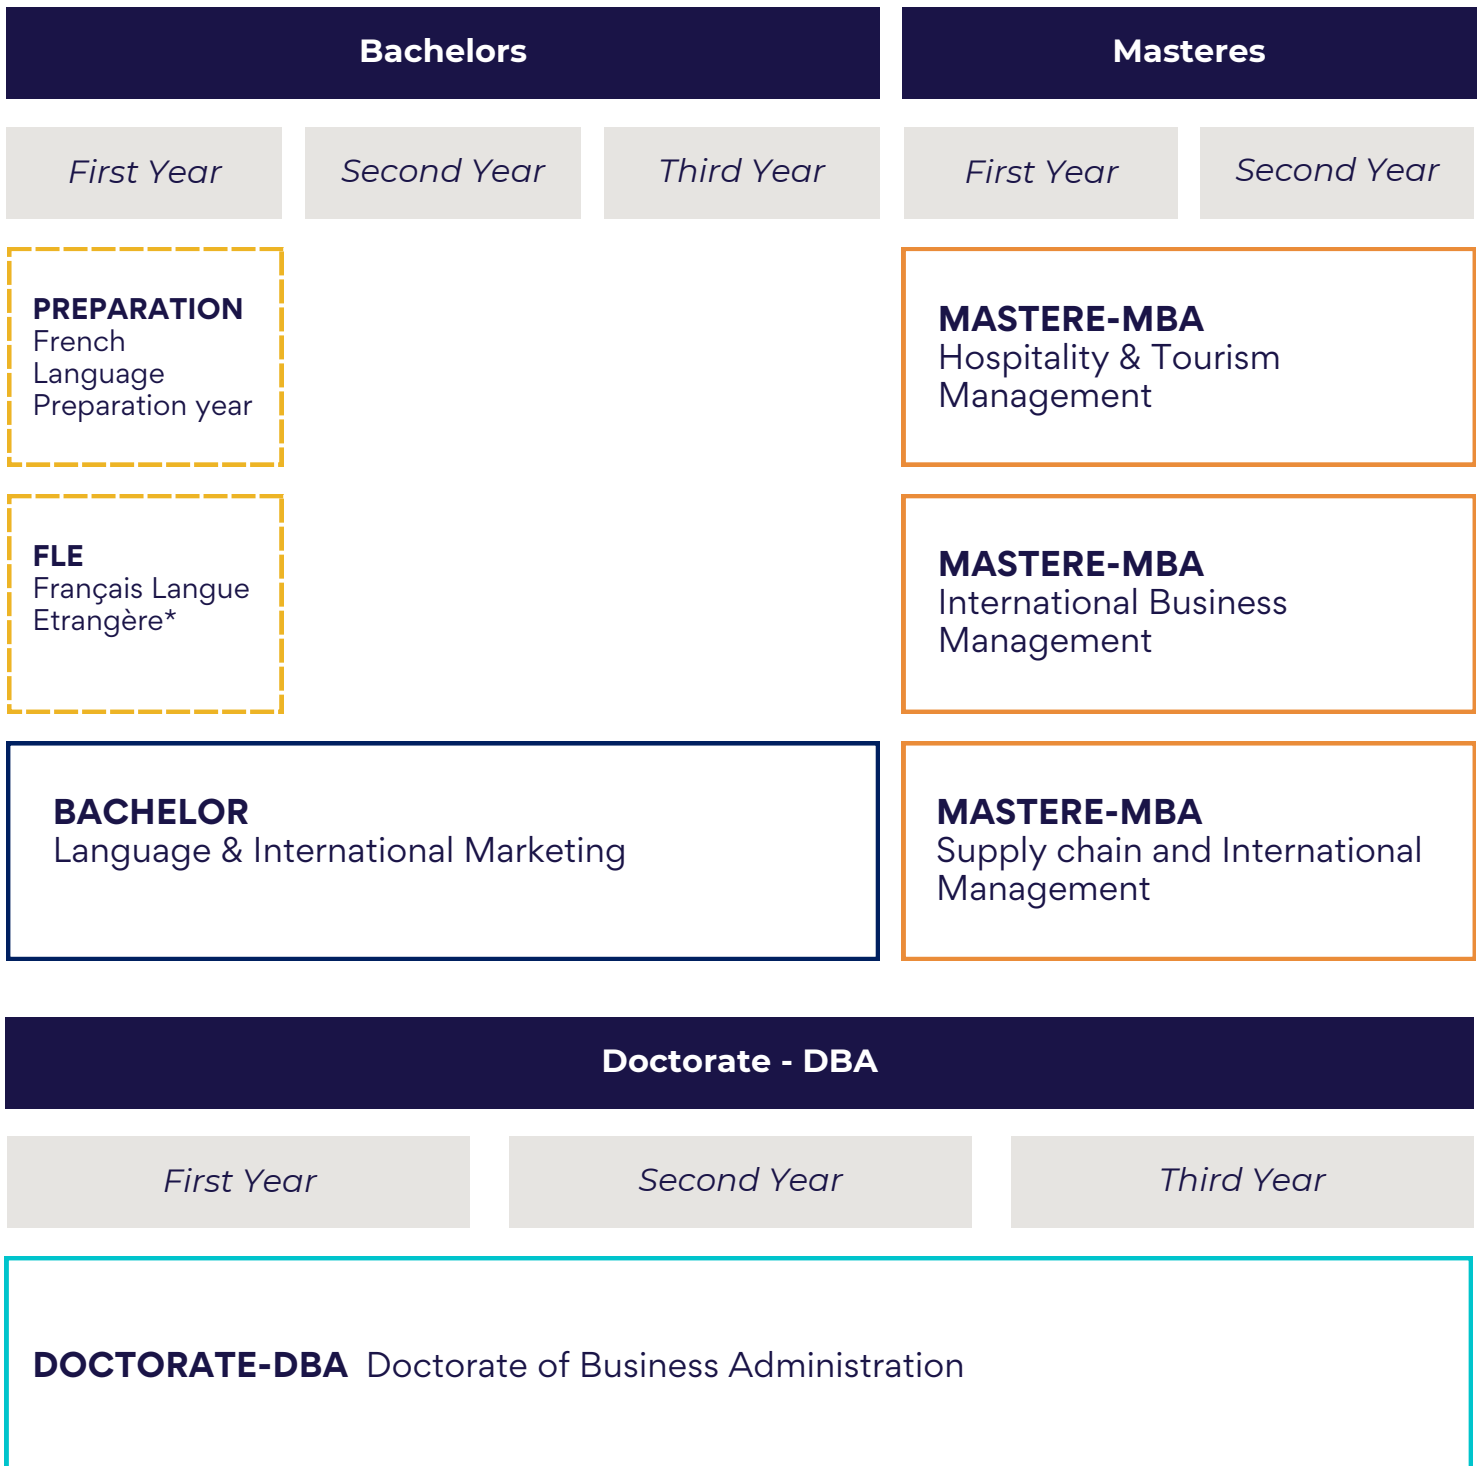 Bachelors
Masteres
First Year
Second Year
Third Year
First Year
Second Year
PREPARATION
French
Language
Preparation year
MASTERE-MBA
Hospitality & Tourism
Management
FLE
Français Langue
Etrangère*
MASTERE-MBA
International Business
Management
BACHELOR
Language & International Marketing
MASTERE-MBA
Supply chain and International
Management
Doctorate - DBA
First Year
Second Year
Third Year
DOCTORATE-DBA Doctorate of Business Administration